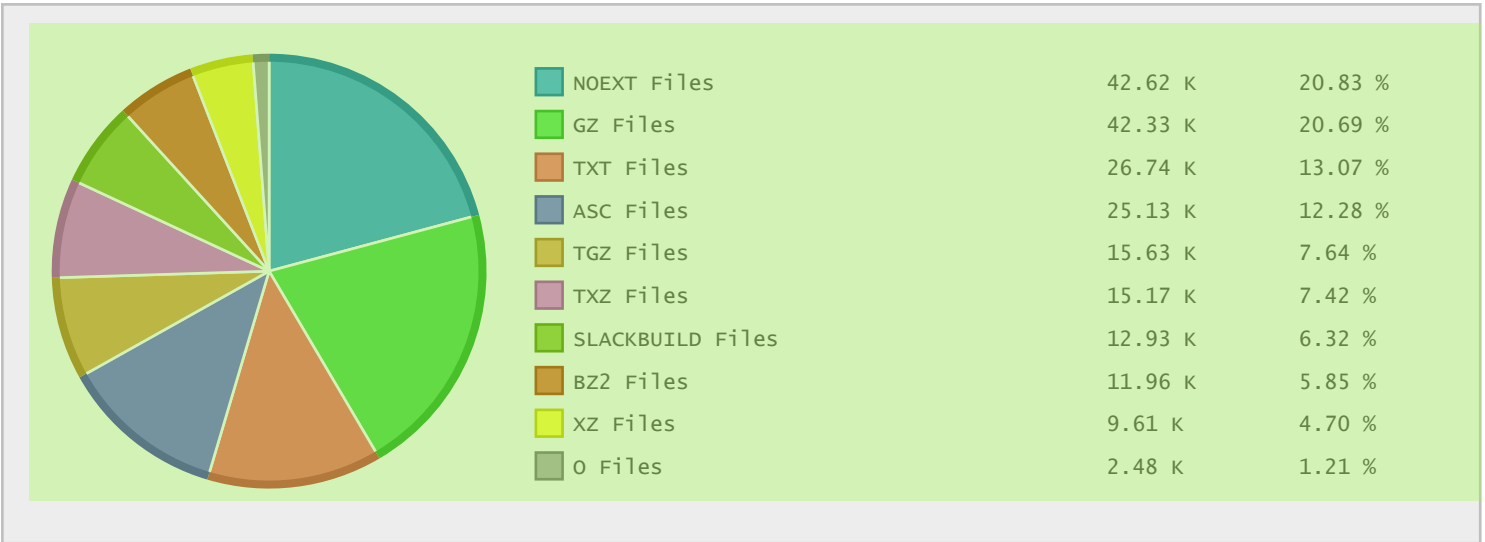 NOEXT Files 42.62 K 20.83 %
GZ Files 42.33 K 20.69 %
TXT Files 26.74 K 13.07 %
ASC Files 25.13 K 12.28 %
TGZ Files 15.63 K 7.64 %
TXZ Files 15.17 K 7.42 %
SLACKBUILD Files 12.93 K 6.32 %
BZ2 Files 11.96 K 5.85 %
XZ Files 9.61 K 4.70 %
O Files 2.48 K 1.21 %